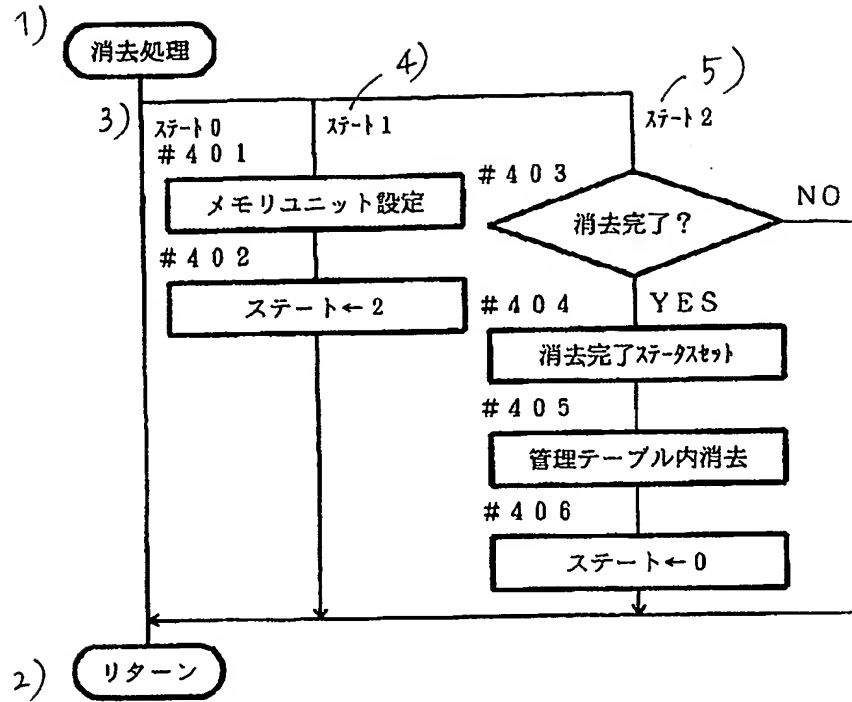 1)
消去処理
4)
5)
3)
ステート0
ステート1
ステート2
#401
メモリユニット設定
#402
ステート←2
#403
消去完了?
NO
#404
YES
消去完了ステータスセット
#405
管理テーブル内消去
#406
ステート←0
2)
リターン